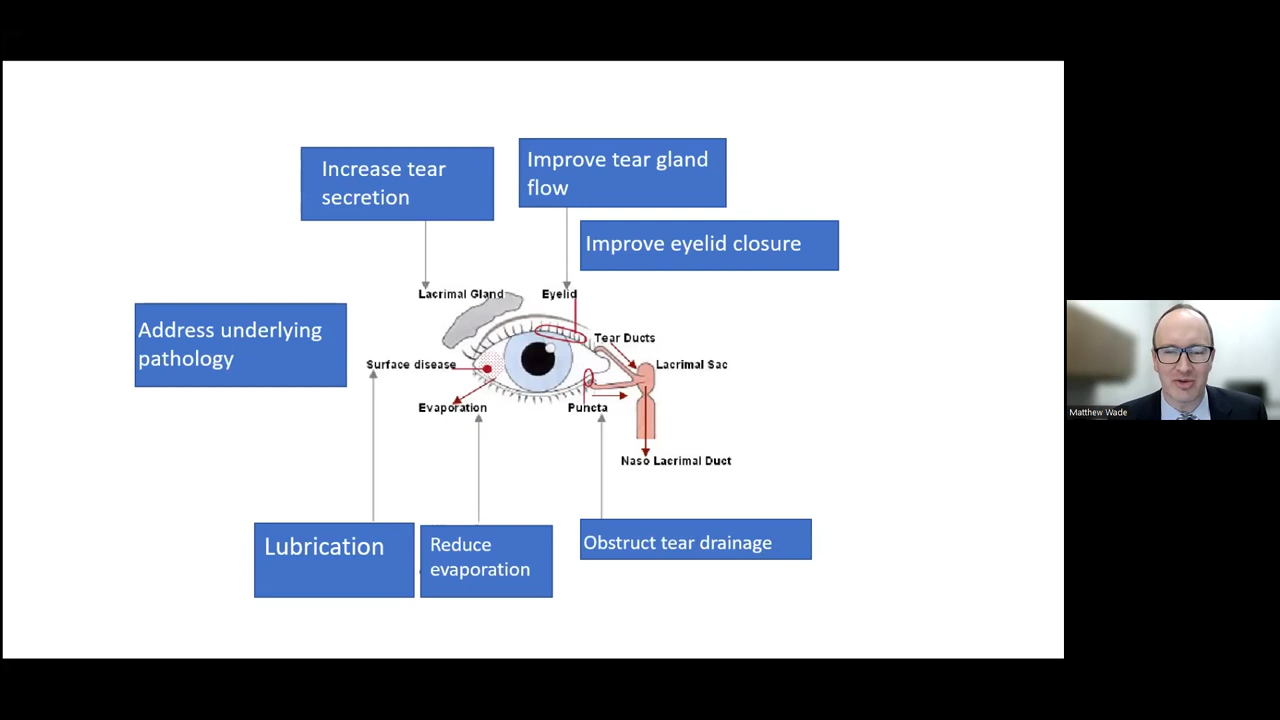 Increase tear
secretion
Improve tear gland
flow
Improve eyelid closure
Lacrimal Gland
Eyelid
Address underlying
pathology
Tear Ducts
Surface disease
Lacrimal Sac
Evaporation
Puncta
Naso Lacrimal Duct
Lubrication
Reduce
evaporation
Obstruct tear drainage
Matthew Wade